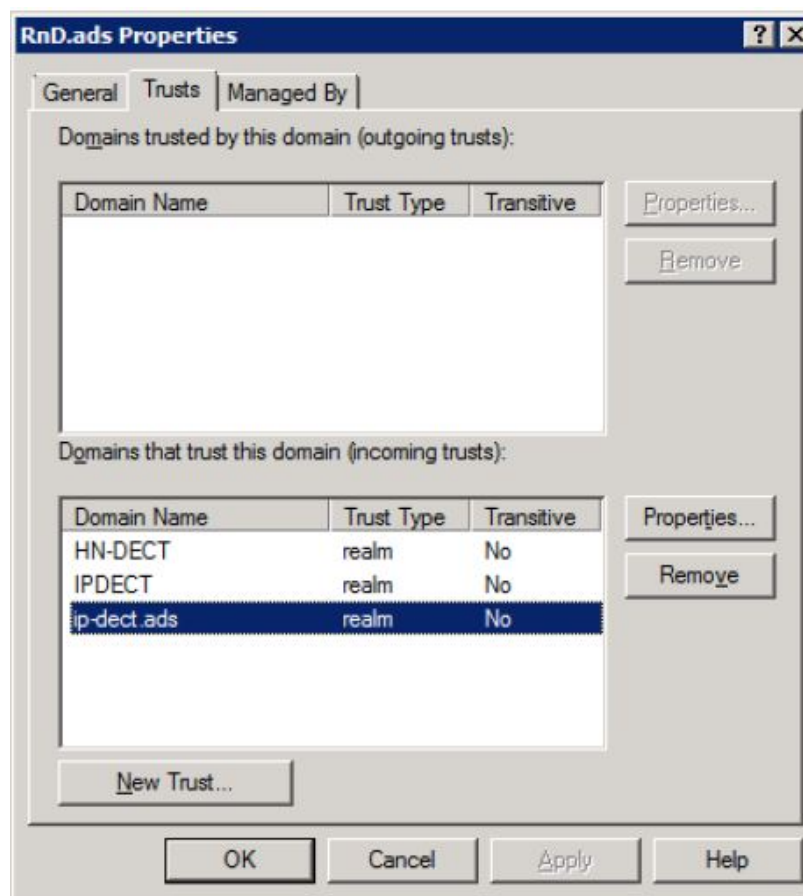 RnD.ads Properties
General Trusts Managed By
Domains trusted by this domain (outgoing trusts):
Domain Name Trust Type Transitive
Properties...
Remove
Domains that trust this domain (incoming trusts):
Domain Name Trust Type Transitive
Properties...
HN-DECT realm No
IPDECT realm No
Remove
ip-dect.ads realm No
New Trust...
OK Cancel Apply Help